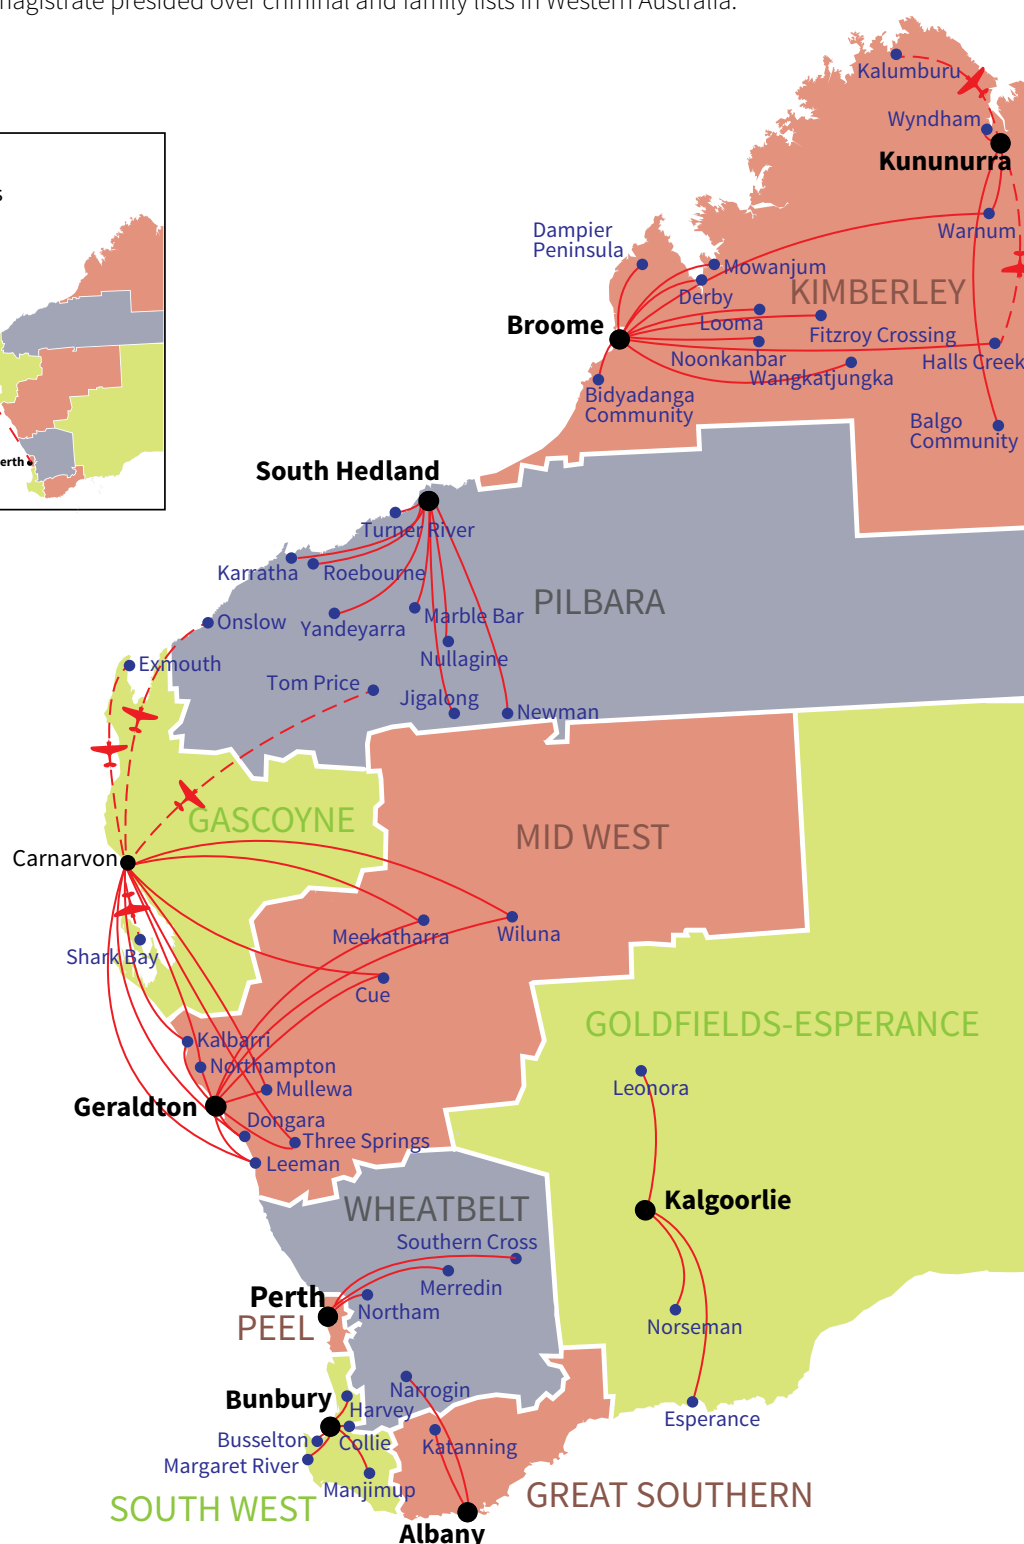 magistrate presided over criminal and family lists in Western Australia.
s
erth
Kalumburu
Wyndham
Kununurra
Dampier
Peninsula
Warnum
Mowanjum
Derby
KIMBERLEY
Broome
Looma
Fitzroy Crossing
Noonkanbar
Halls Creek
Wangkatjungka
Bidyadanga
Community
Balgo
Community
South Hedland
Turner River
Karratha
Roebourne
PILBARA
Onslow
Yandeyarra
Marble Bar
Exmouth
Nullagine
Tom Price
Jigalong
Newman
GASCOYNE
MID WEST
Carnarvon
Meekatharra
Wiluna
Shark Bay
Cue
GOLDFIELDS-ESPERANCE
Kalbarri
Northampton
Mullewa
Leonora
Geraldton
Dongara
Three Springs
Leeman
Kalgoorlie
WHEATBELT
Southern Cross
Merredin
Perth
Northam
PEEL
Norseman
Narrogin
Bunbury
Harvey
Esperance
Busselton
Collie
Katanning
Margaret River
Manjimup
GREAT SOUTHERN
SOUTH WEST
Albany